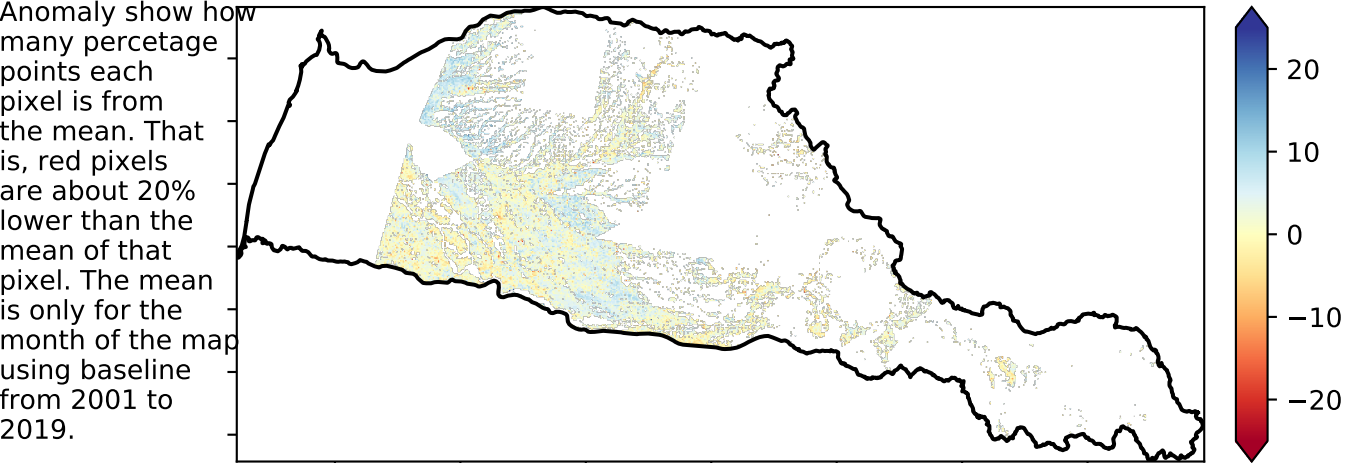 Anomaly show how
many percetage
points each
pixel is from
the mean. That
is, red pixels
are about 20%
lower than the
mean of that
pixel. The mean
is only for the
month of the map
using baseline
from 2001 to
2019.
20
10
0
−10
−20